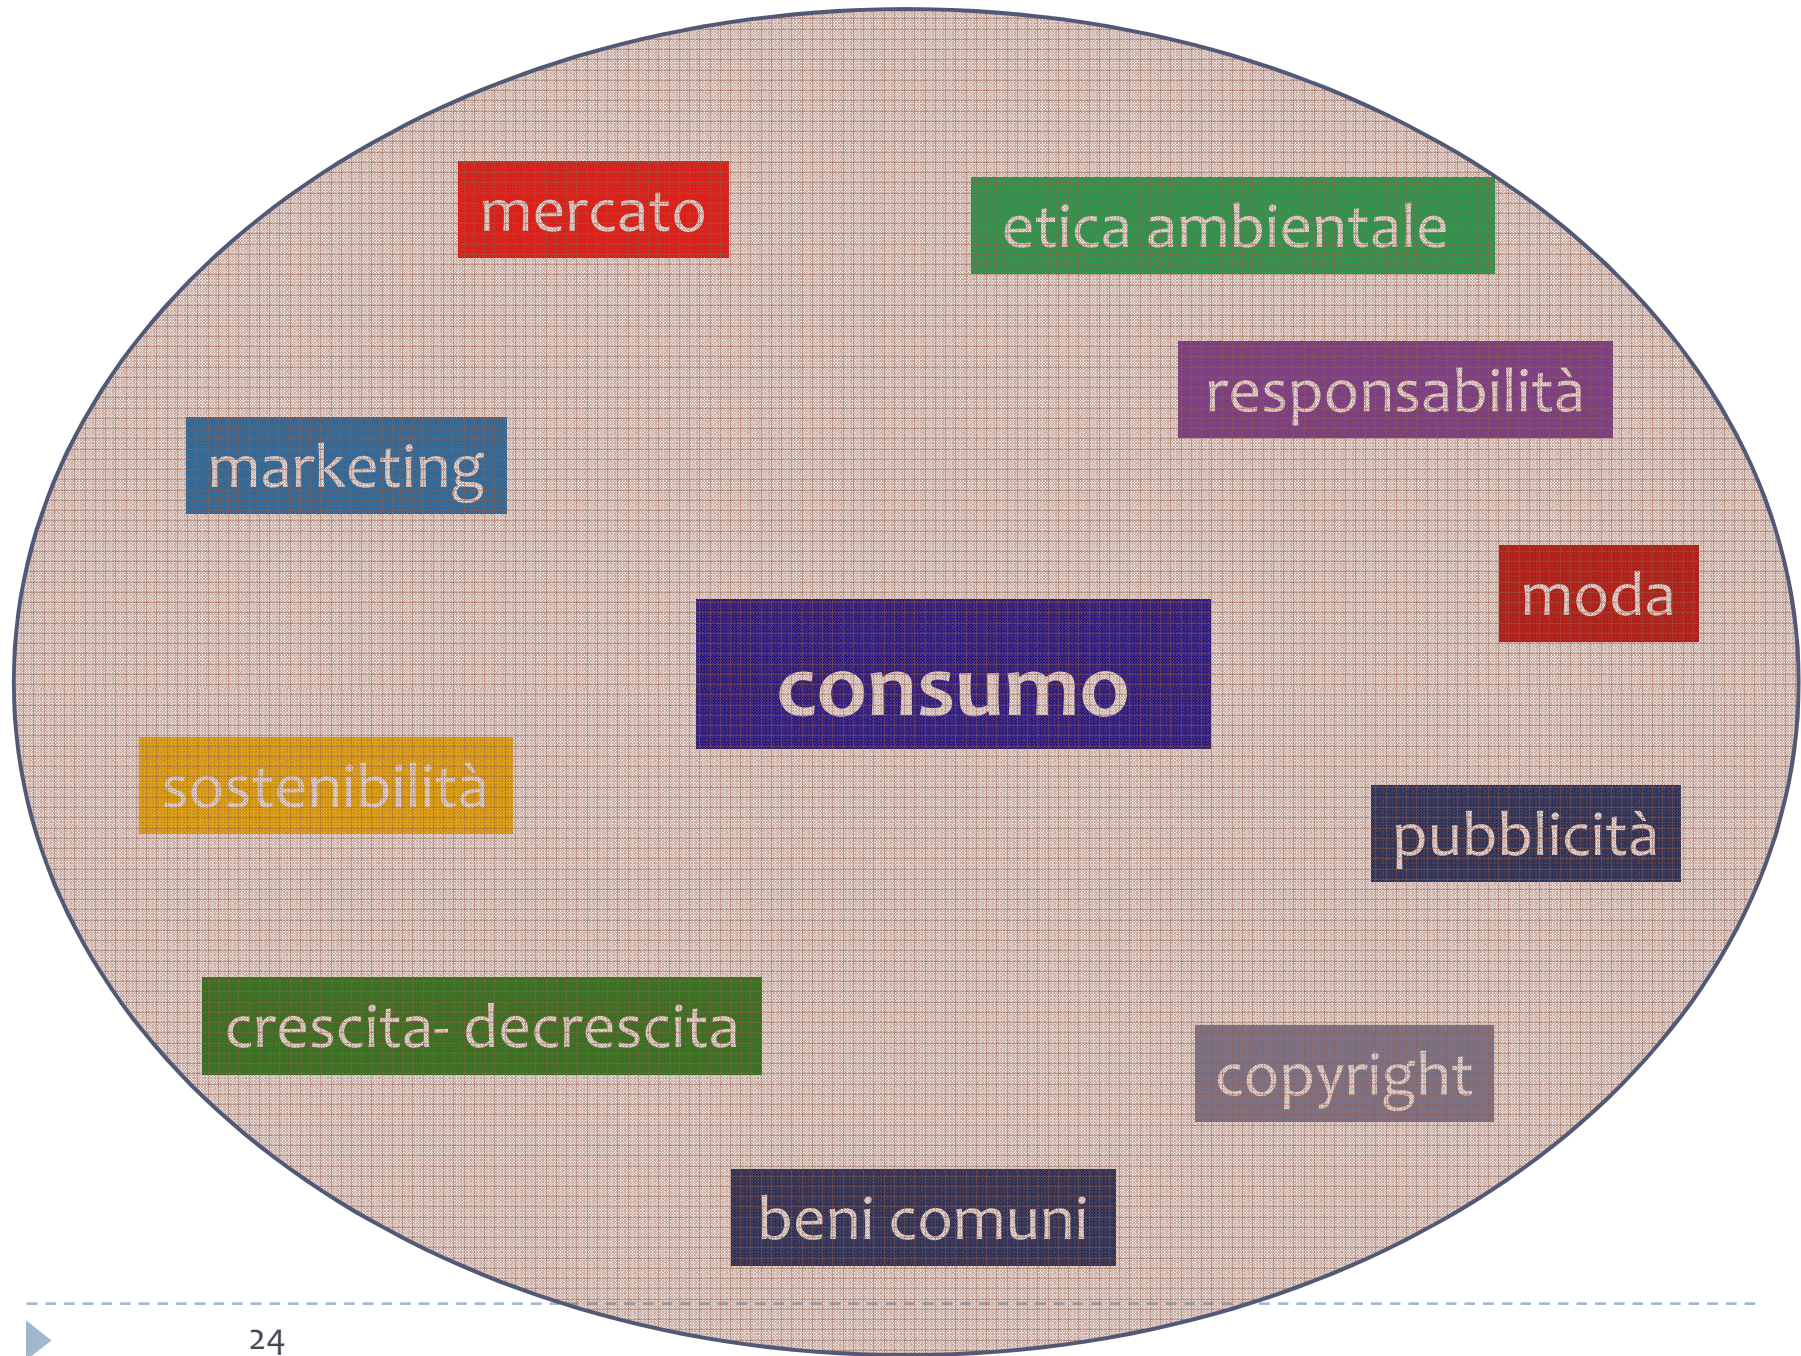 mercato
etica ambientale
responsabilità
marketing
moda
consumo
sostenibilità
pubblicità
crescita- decrescita
copyright
beni comuni
24